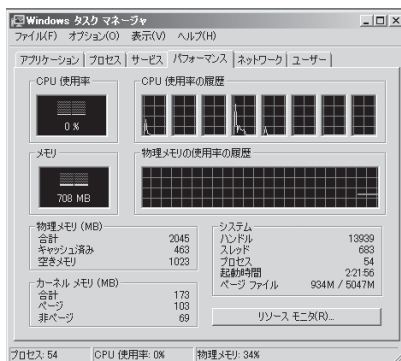 Windows タスク マネージャ
ファイル(F) オプション(O) 表示(V) ヘルプ(H)
アプリケーション プロセス サービス パフォーマンス ネットワーク ユーザー
CPU 使用率 CPU 使用率の履歴
0 %
メモリ 物理メモリの使用率の履歴
708 MB
物理メモリ (MB)
合計 2045
キャッシュ済み 463
空きメモリ 1023
カーネル メモリ (MB)
合計 173
ページ 103
非ページ 69
システム
ハンドル 13939
スレッド 683
プロセス 54
起動時間 2:21:56
ページ ファイル 934M / 5047M
リソース モニタ(R)...
プロセス: 54 CPU 使用率: 0% 物理メモリ: 34%